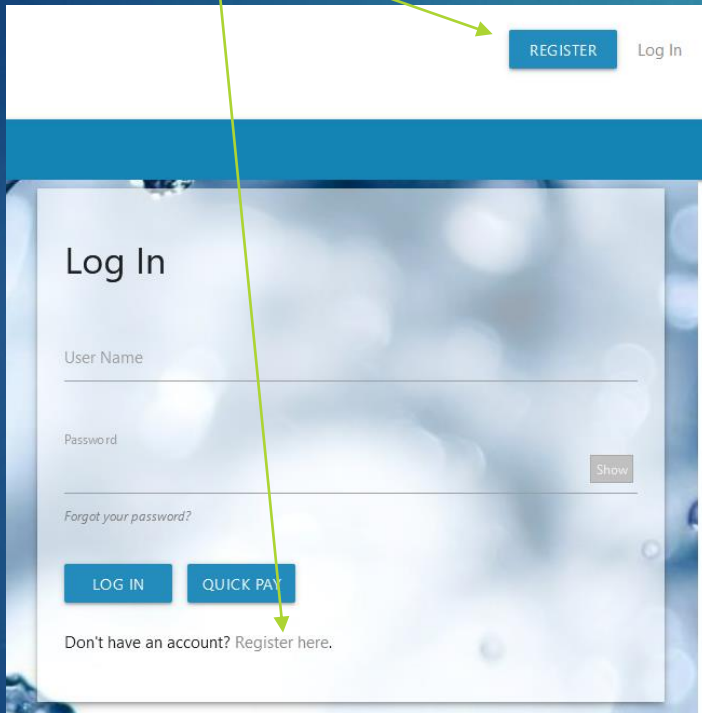 REGISTER Log In
Log In
User Name
Password
Show
Forgot your password?
LOG IN QUICK PAY
Don't have an account? Register here.